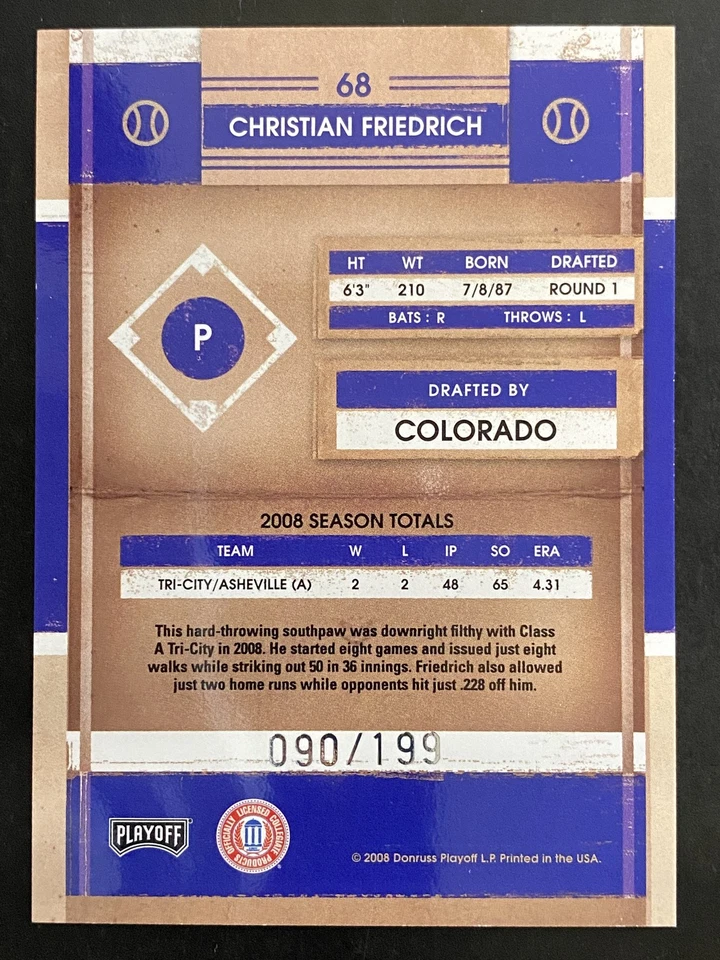 68
CHRISTIAN FRIEDRICH
HT WT BORN DRAFTED
6'3" 210 7/8/87 ROUND 1
BATS : R THROWS : L
P
DRAFTED BY
COLORADO
2008 SEASON TOTALS
TEAM W L IP SO ERA
TRI-CITY/ASHEVILLE (A) 2 2 48 65 4.31
This hard-throwing southpaw was downright filthy with Class
A Tri-City in 2008. He started eight games and issued just eight
walks while striking out 50 in 36 innings. Friedrich also allowed
just two home runs while opponents hit just .228 off him.
090/199
PLAYOFF
OFFICIALLY LICENSED COLLEGIATE PRODUCTS
© 2008 Donruss Playoff L.P. Printed in the USA.